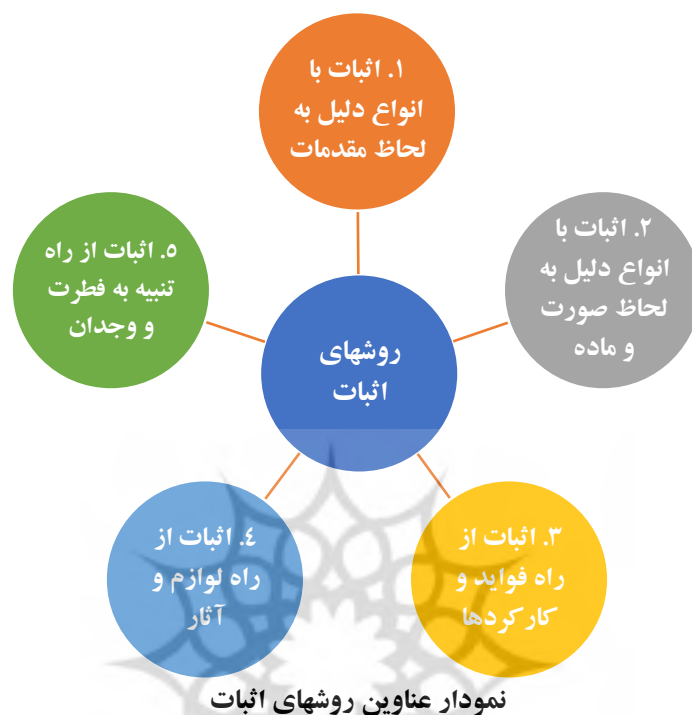 ۱. اثبات با
انواع دلیل به
لحاظ مقدمات
۲. اثبات با
انواع دلیل به
لحاظ صورت
و ماده
۵. اثبات از راه
تنبیه به فطرت
و وجدان
روشهای
اثبات
۳. اثبات از
راه فواید و
کارکردها
۴. اثبات از
راه لوازم و
آثار
نمودار عناوین روشهای اثبات